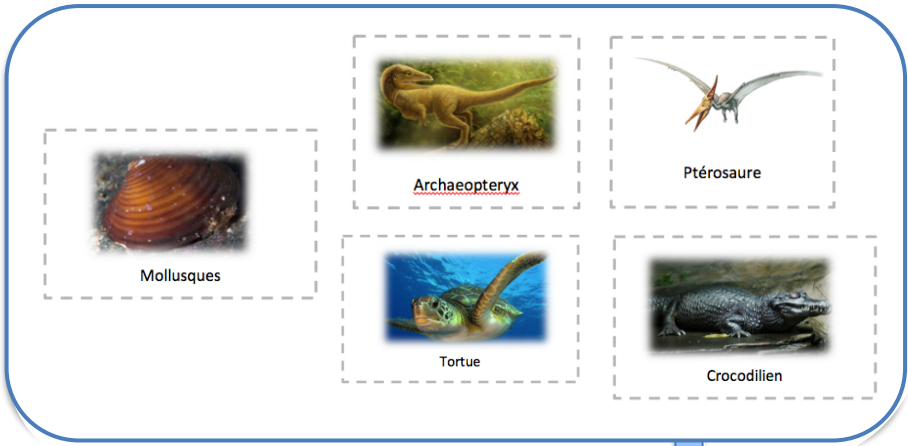 Archaeopteryx
Ptérosaure
Mollusques
Tortue
Crocodilien